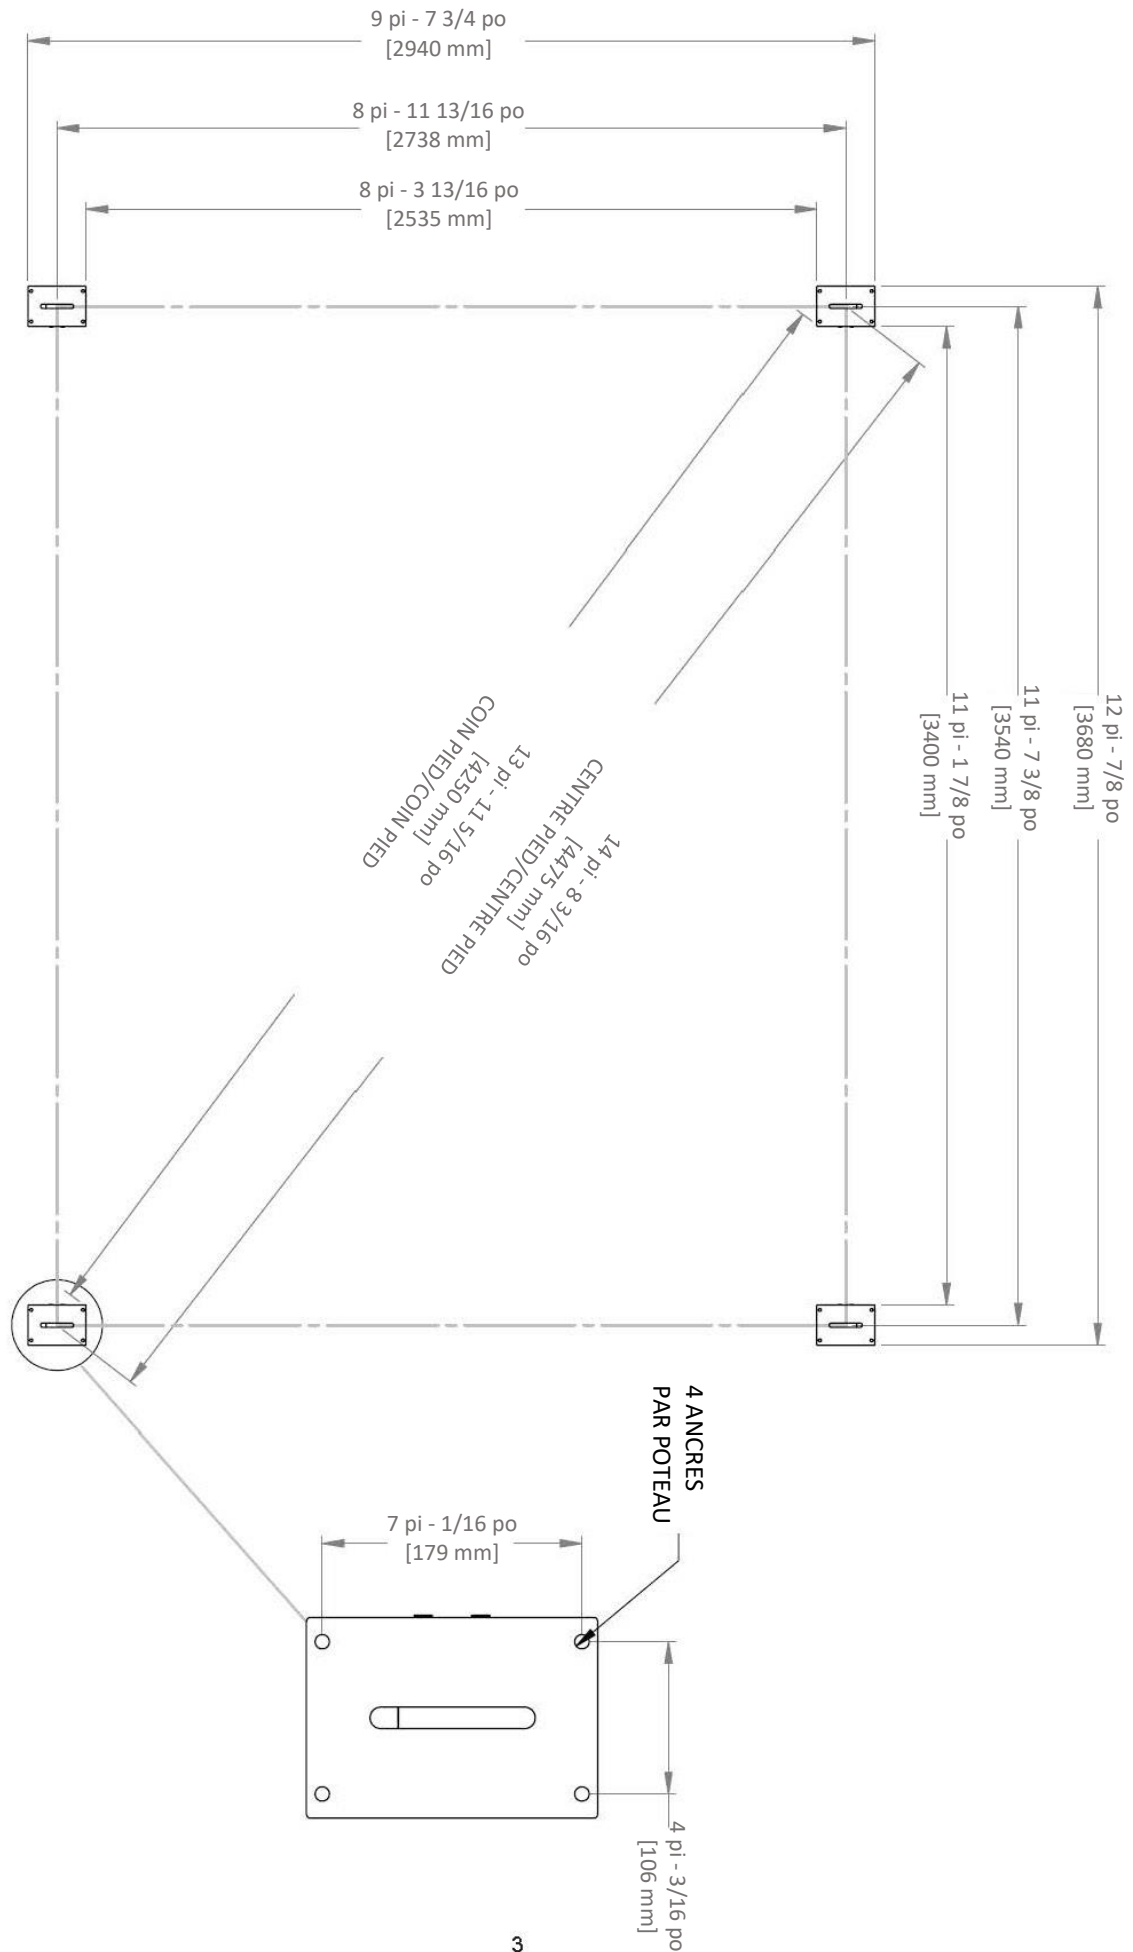 9 pi - 7 3/4 po
[2940 mm]
8 pi - 11 13/16 po
[2738 mm]
8 pi - 3 13/16 po
[2535 mm]
12 pi - 7/8 po
[3680 mm]
11 pi - 7 3/8 po
[3540 mm]
11 pi - 1 7/8 po
[3400 mm]
13 pi - 11 5/16 po
[4250 mm]
COIN PIED/COIN PIED
14 pi - 8 3/16 po
[4475 mm]
CENTRE PIED/CENTRE PIED
4 ANCRES
PAR POTEAU
7 pi - 1/16 po
[179 mm]
4 pi - 3/16 po
[106 mm]
3